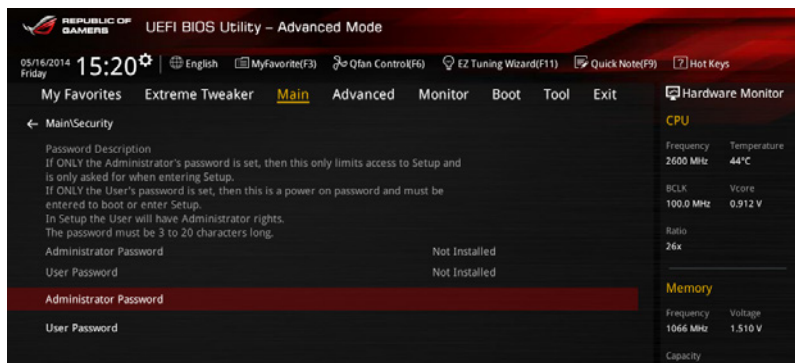 REPUBLIC OF
GAMERS
UEFI BIOS Utility – Advanced Mode
05/16/2014
Friday
15:20
English
MyFavorite(F3)
Qfan Control(F6)
EZ Tuning Wizard(F11)
Quick Note(F9)
? Hot Keys
My Favorites
Extreme Tweaker
Main
Advanced
Monitor
Boot
Tool
Exit
Main\Security
Password Description
If ONLY the Administrator's password is set, then this only limits access to Setup and
is only asked for when entering Setup.
If ONLY the User's password is set, then this is a power on password and must be
entered to boot or enter Setup.
In Setup the User will have Administrator rights.
The password must be 3 to 20 characters long.
Administrator Password Not Installed
User Password Not Installed
Administrator Password
User Password
Hardware Monitor
CPU
Frequency Temperature
2600 MHz 44°C
BCLK Vcore
100.0 MHz 0.912 V
Ratio
26x
Memory
Frequency Voltage
1066 MHz 1.510 V
Capacity